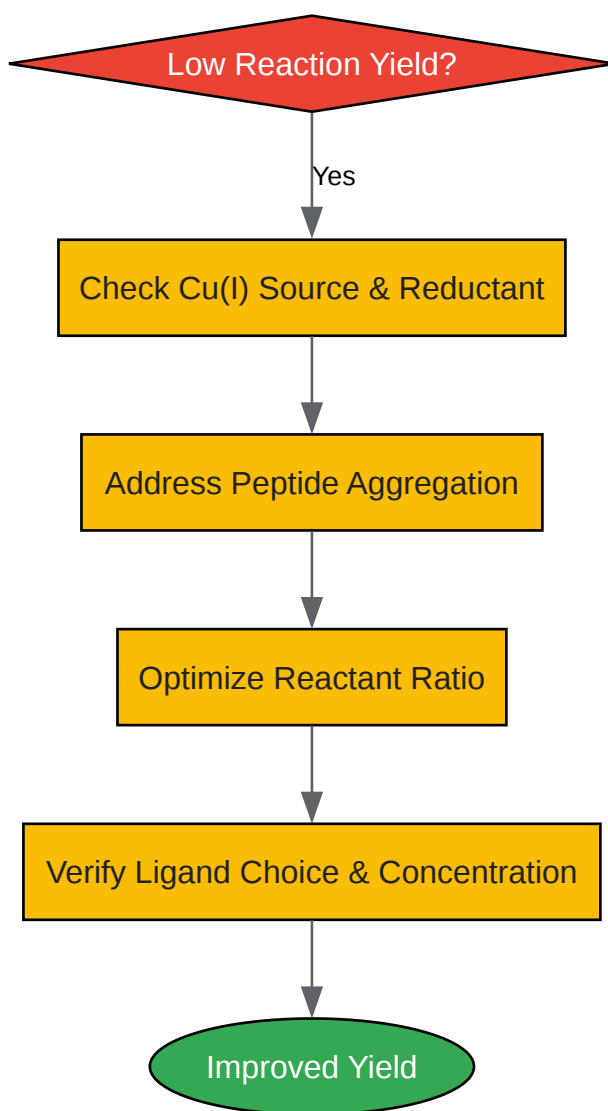 Low Reaction Yield?
Yes
Check Cu(I) Source & Reductant
Address Peptide Aggregation
Optimize Reactant Ratio
Verify Ligand Choice & Concentration
Improved Yield